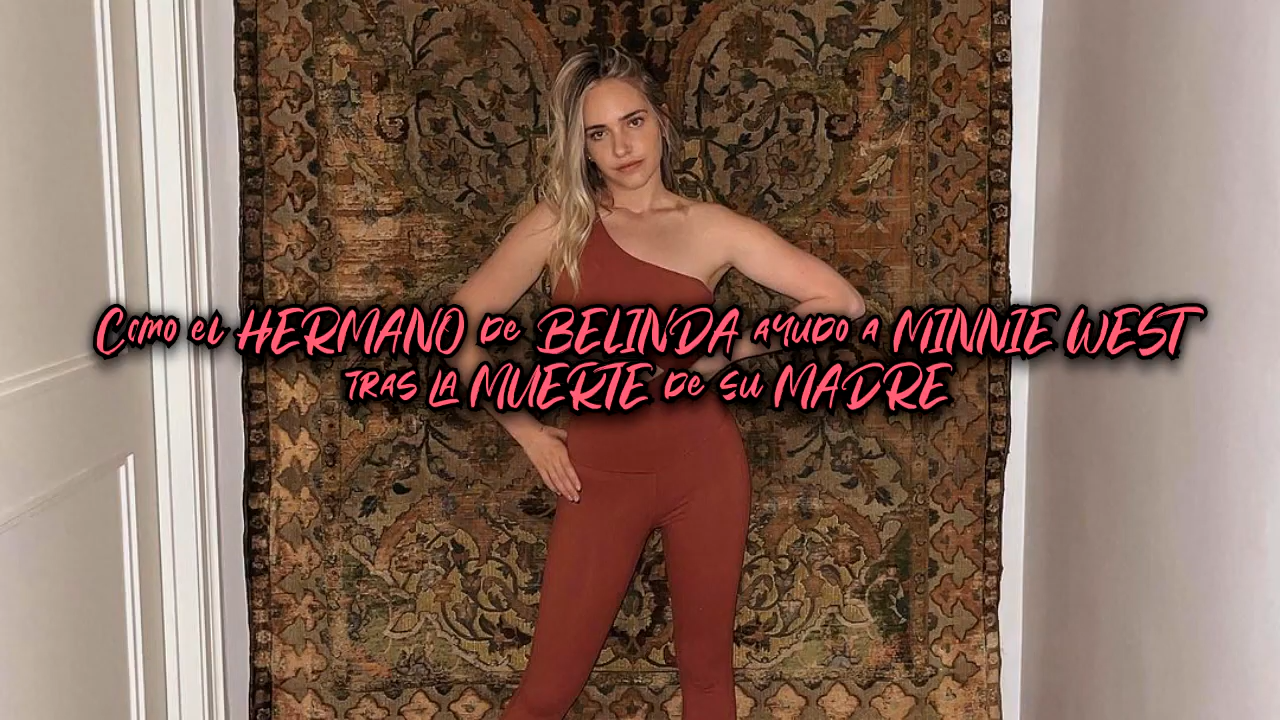 Como el HERMANO de BELINDA ayudo a MINNIE WEST
tras la MUERTE de su MADRE